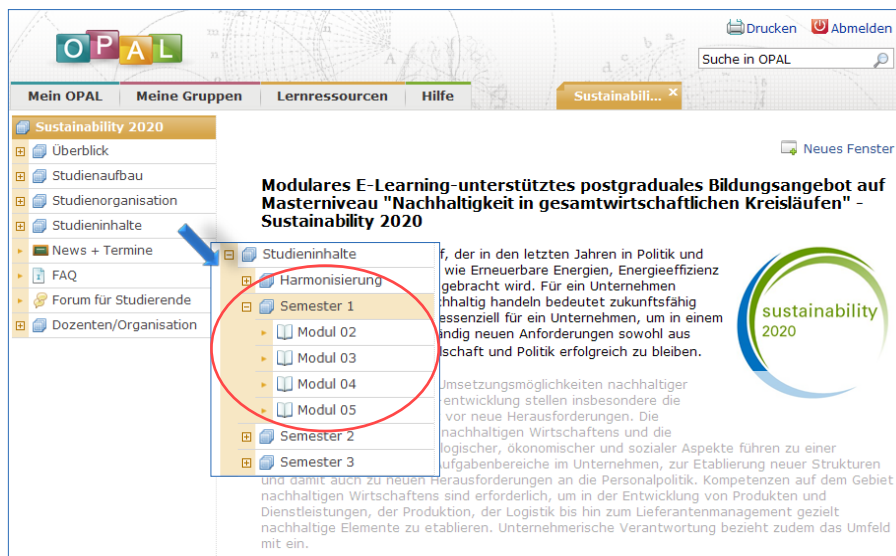 Drucken Abmelden
OPAL
Suche in OPAL
Mein OPAL Meine Gruppen Lernressourcen Hilfe Sustainabili... ×
Sustainability 2020
Überblick
Studienaufbau
Studienorganisation
Studieninhalte
News + Termine
FAQ
Forum für Studierende
Dozenten/Organisation
Neues Fenster
Modulares E-Learning-unterstütztes postgraduales Bildungsangebot auf
Masterniveau "Nachhaltigkeit in gesamtwirtschaftlichen Kreisläufen" -
Sustainability 2020
Studieninhalte
Harmonisierung
Semester 1
Modul 02
Modul 03
Modul 04
Modul 05
Semester 2
Semester 3
f, der in den letzten Jahren in Politik und
wie Erneuerbare Energien, Energieeffizienz
gebracht wird. Für ein Unternehmen
haltig handeln bedeutet zukunftsfähig
essenziell für ein Unternehmen, um in einem
ändig neuen Anforderungen sowohl aus
lschaft und Politik erfolgreich zu bleiben.
sustainability
2020
Umsetzungsmöglichkeiten nachhaltiger
entwicklung stellen insbesondere die
vor neue Herausforderungen. Die
nachhaltigen Wirtschaftens und die
logischer, ökonomischer und sozialer Aspekte führen zu einer
Aufgabenbereiche im Unternehmen, zur Etablierung neuer Strukturen
und damit auch zu neuen Herausforderungen an die Personalpolitik. Kompetenzen auf dem Gebiet
nachhaltigen Wirtschaftens sind erforderlich, um in der Entwicklung von Produkten und
Dienstleistungen, der Produktion, der Logistik bis hin zum Lieferantenmanagement gezielt
nachhaltige Elemente zu etablieren. Unternehmerische Verantwortung bezieht zudem das Umfeld
mit ein.